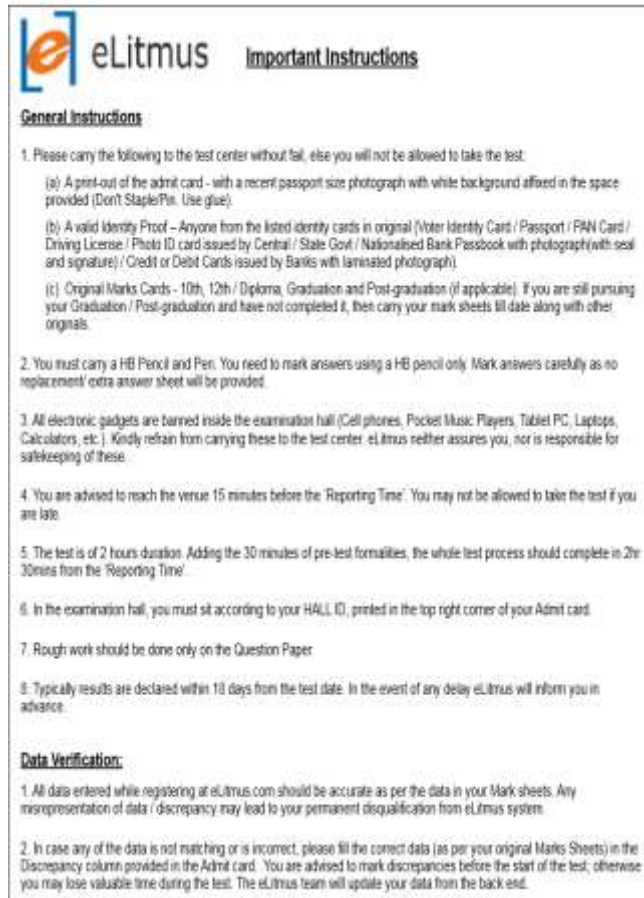 eLitmus Important Instructions
General Instructions
1. Please carry the following to the test center without fail, else you will not be allowed to take the test:
(a) A print-out of the admit card - with a recent passport size photograph with white background affixed in the space
provided (Don't Staple/Pin. Use glue).
(b) A valid Identity Proof – Anyone from the listed identity cards in original (Voter Identity Card / Passport / PAN Card /
Driving License / Photo ID card issued by Central / State Govt / Nationalised Bank Passbook with photograph(with seal
and signature) / Credit or Debit Cards issued by Banks with laminated photograph).
(c) Original Marks Cards - 10th, 12th / Diploma, Graduation and Post-graduation (if applicable). If you are still pursuing
your Graduation / Post-graduation and have not completed it, then carry your mark sheets till date along with other
originals.
2. You must carry a HB Pencil and Pen. You need to mark answers using a HB pencil only. Mark answers carefully as no
replacement/ extra answer sheet will be provided.
3. All electronic gadgets are banned inside the examination hall (Cell phones, Pocket Music Players, Tablet PC, Laptops,
Calculators, etc.). Kindly refrain from carrying these to the test center. eLitmus neither assures you, nor is responsible for
safekeeping of these.
4. You are advised to reach the venue 15 minutes before the 'Reporting Time'. You may not be allowed to take the test if you
are late.
5. The test is of 2 hours duration. Adding the 30 minutes of pre-test formalities, the whole test process should complete in 2hr
30mins from the 'Reporting Time'.
6. In the examination hall, you must sit according to your HALL ID, printed in the top right corner of your Admit card.
7. Rough work should be done only on the Question Paper
8. Typically results are declared within 18 days from the test date. In the event of any delay eLitmus will inform you in
advance.
Data Verification:
1. All data entered while registering at eLitmus.com should be accurate as per the data in your Mark sheets. Any
misrepresentation of data / discrepancy may lead to your permanent disqualification from eLitmus system.
2. In case any of the data is not matching or is incorrect, please fill the correct data (as per your original Marks Sheets) in the
Discrepancy column provided in the Admit card. You are advised to mark discrepancies before the start of the test; otherwise
you may lose valuable time during the test. The eLitmus team will update your data from the back end.